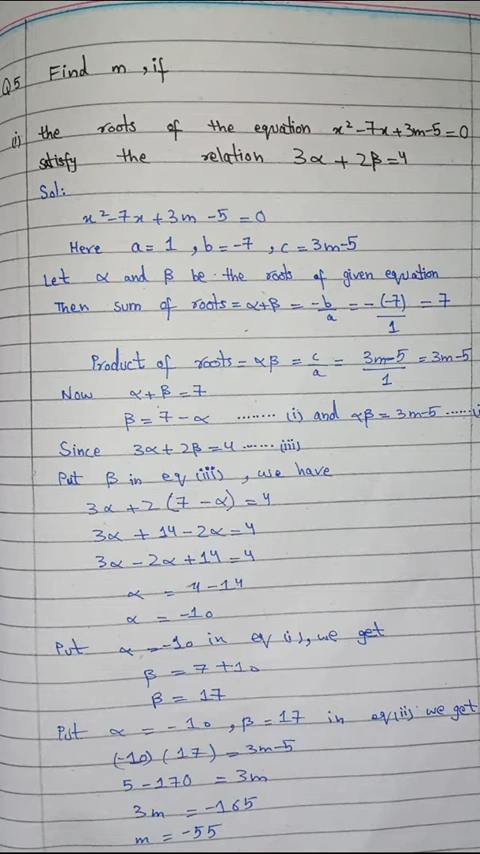 Q5 Find m, if
(i) the roots of the equation x²-7x+3m-5=0
satisfy the relation 3α+2β=4
Sol:
x²-7x+3m-5=0
Here a=1, b=-7, c=3m-5
Let α and β be the roots of given equation
Then sum of roots = α+β = -b/a = -(-7)/1 = 7
Product of roots = αβ = c/a = 3m-5/1 = 3m-5
Now α+β=7
β=7-α ........ (i) and αβ=3m-5 ......(i
Since 3α+2β=4 ...... (iii)
Put β in eq (iii), we have
3α+2(7-α)=4
3α+14-2α=4
3α-2α+14=4
α = 4-14
α = -10
Put α=-10 in eq (i), we get
β = 7+10
β = 17
Put α=-10, β=17 in eq(ii) we get
(-10)(17)=3m-5
5-170 = 3m
3m = -165
m = -55